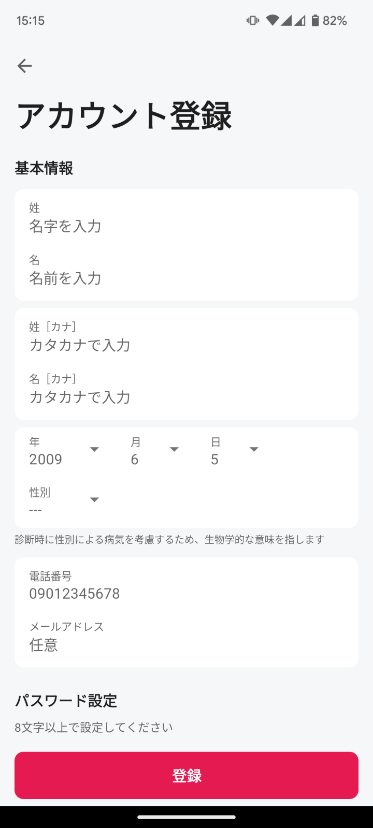 15:15
82%
アカウント登録
基本情報
姓
名字を入力
名
名前を入力
姓［カナ］
カタカナで入力
名［カナ］
カタカナで入力
年 月 日
2009 6 5
性別
---
診断時に性別による病気を考慮するため、生物学的な意味を指します
電話番号
09012345678
メールアドレス
任意
パスワード設定
8文字以上で設定してください
登録